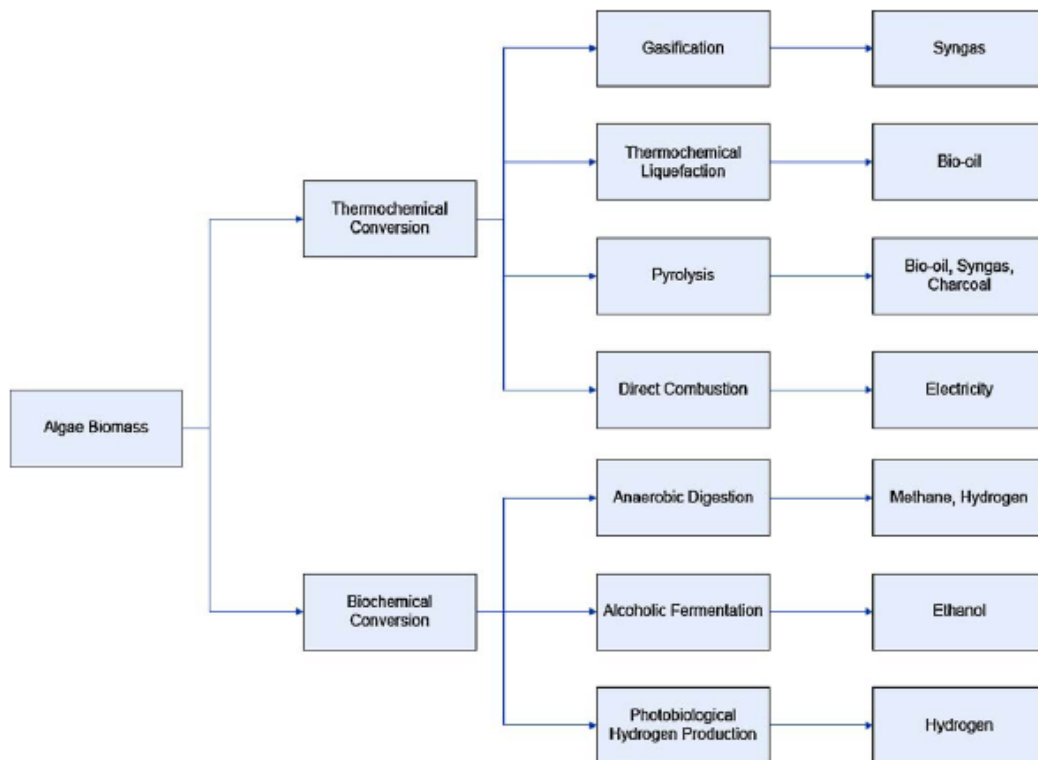 Gasification
Syngas
Thermochemical
Liquefaction
Bio-oil
Thermochemical
Conversion
Pyrolysis
Bio-oil, Syngas,
Charcoal
Direct Combustion
Electricity
Algae Biomass
Anaerobic Digestion
Methane, Hydrogen
Biochemical
Conversion
Alcoholic Fermentation
Ethanol
Photobiological
Hydrogen Production
Hydrogen